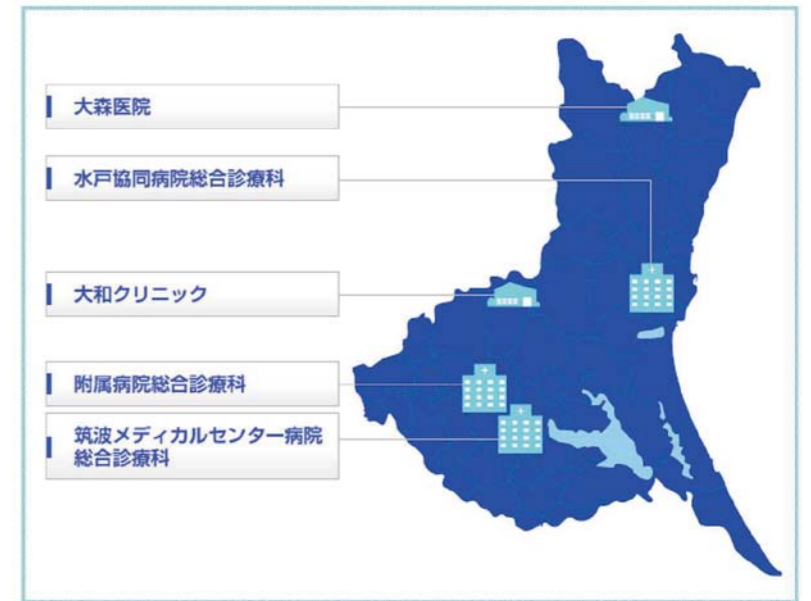 大森医院
水戸協同病院総合診療科
大和クリニック
附属病院総合診療科
筑波メディカルセンター病院
総合診療科